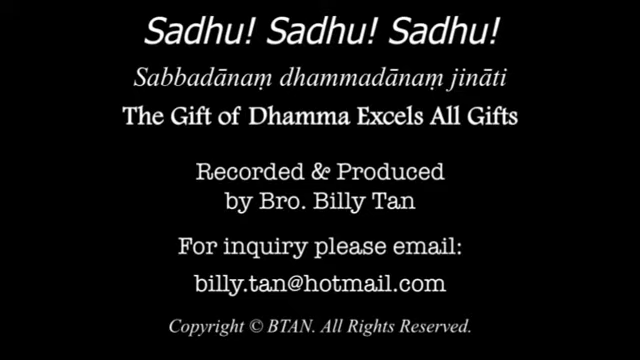 Sadhu! Sadhu! Sadhu!
Sabbadānaṃ dhammadānaṃ jināti
The Gift of Dhamma Excels All Gifts
Recorded & Produced
by Bro. Billy Tan
For inquiry please email:
billy.tan@hotmail.com
Copyright © BTAN. All Rights Reserved.